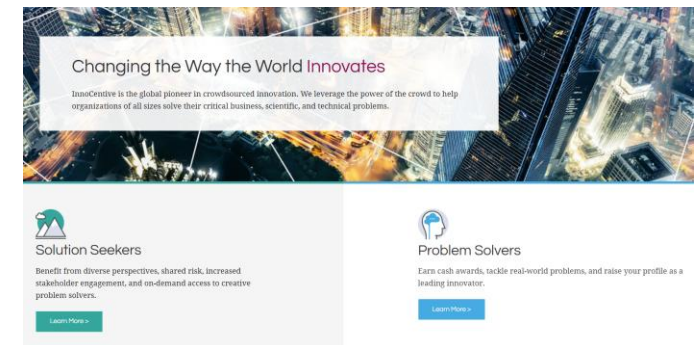 Changing the Way the World Innovates
InnoCentive is the global pioneer in crowdsourced innovation. We leverage the power of the crowd to help
organizations of all sizes solve their critical business, scientific, and technical problems.
Solution Seekers
Benefit from diverse perspectives, shared risk, increased
stakeholder engagement, and on-demand access to creative
problem solvers.
Learn More >
Problem Solvers
Earn cash awards, tackle real-world problems, and raise your profile as a
leading innovator.
Learn More >